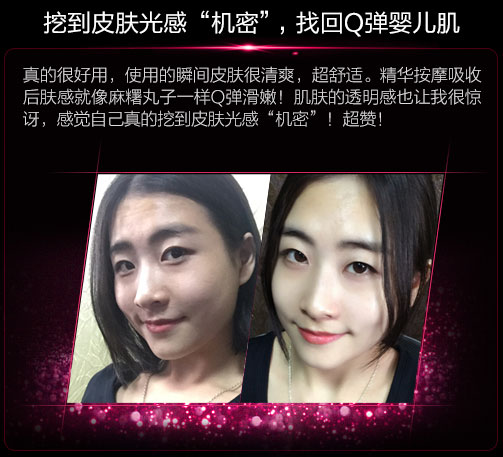 挖到皮肤光感“机密”,找回Q弹婴儿肌
真的很好用，使用的瞬间皮肤很清爽，超舒适。精华按摩吸收
后肤感就像麻糬丸子一样Q弹滑嫩！肌肤的透明感也让我很惊
讶，感觉自己真的挖到皮肤光感“机密”！超赞！